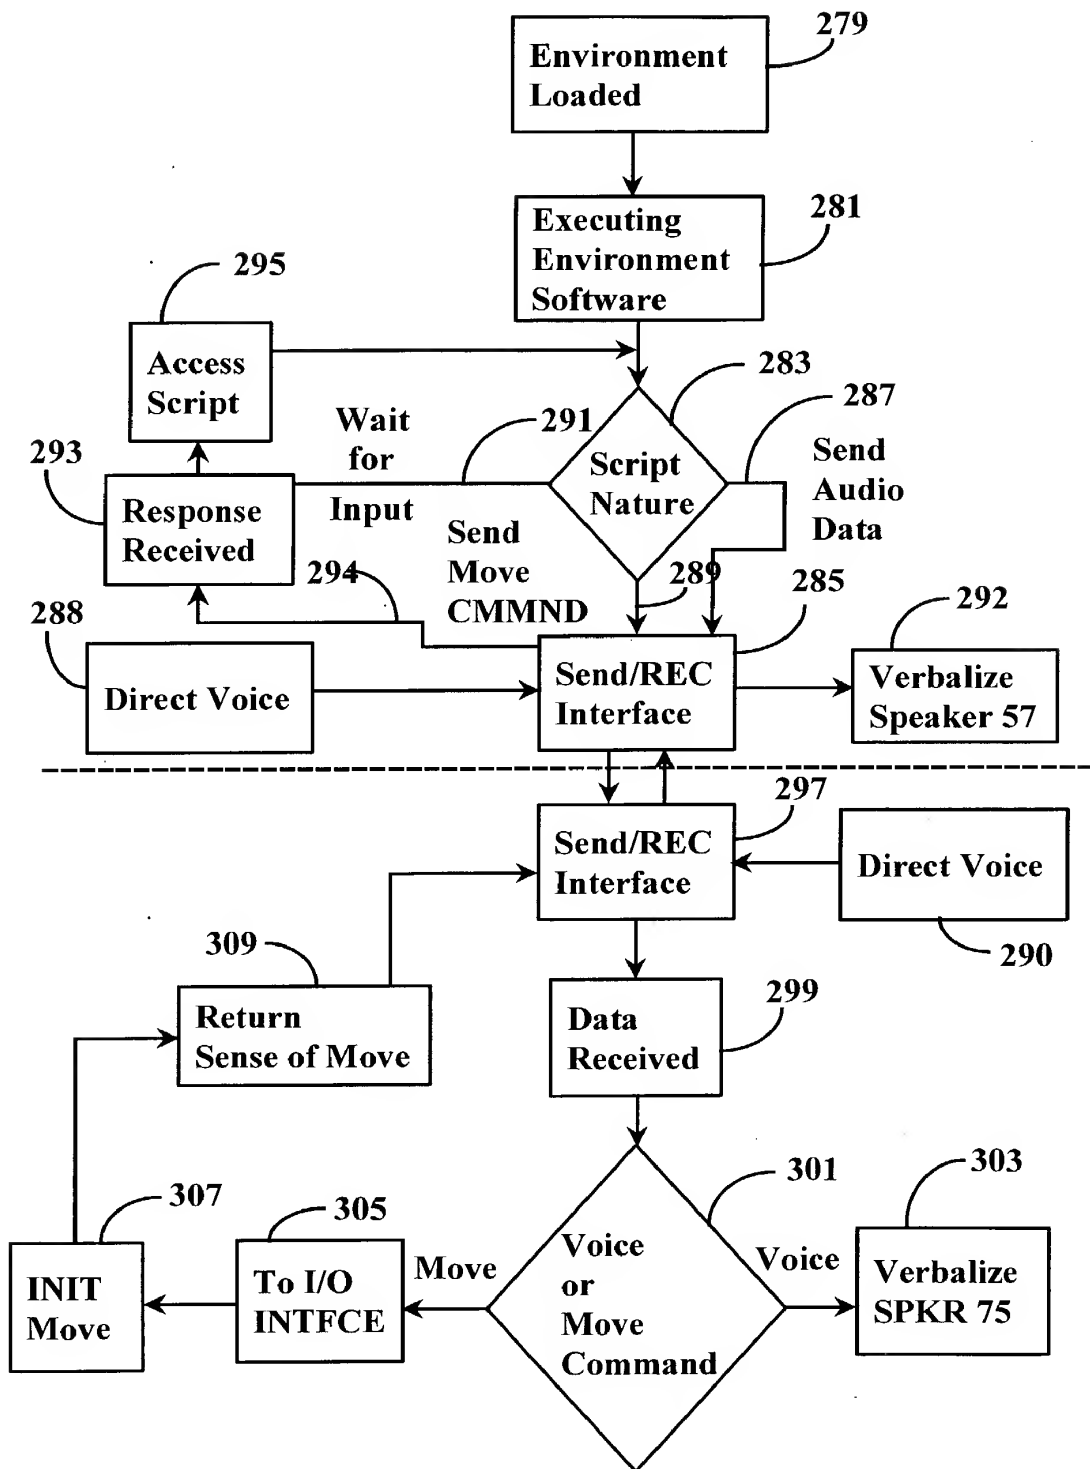 279
Environment
Loaded
Executing
Environment
Software
281
295
Access
Script
283
287
Wait
for
Input
291
Script
Nature
Send
Audio
Data
293
Response
Received
Send
Move
CMMND
294
289
285
288
Direct Voice
Send/REC
Interface
292
Verbalize
Speaker 57
297
Send/REC
Interface
Direct Voice
290
309
Return
Sense of Move
299
Data
Received
301
303
307
305
INIT
Move
To I/O
INTFCE
Move
Voice
or
Move
Command
Voice
Verbalize
SPKR 75